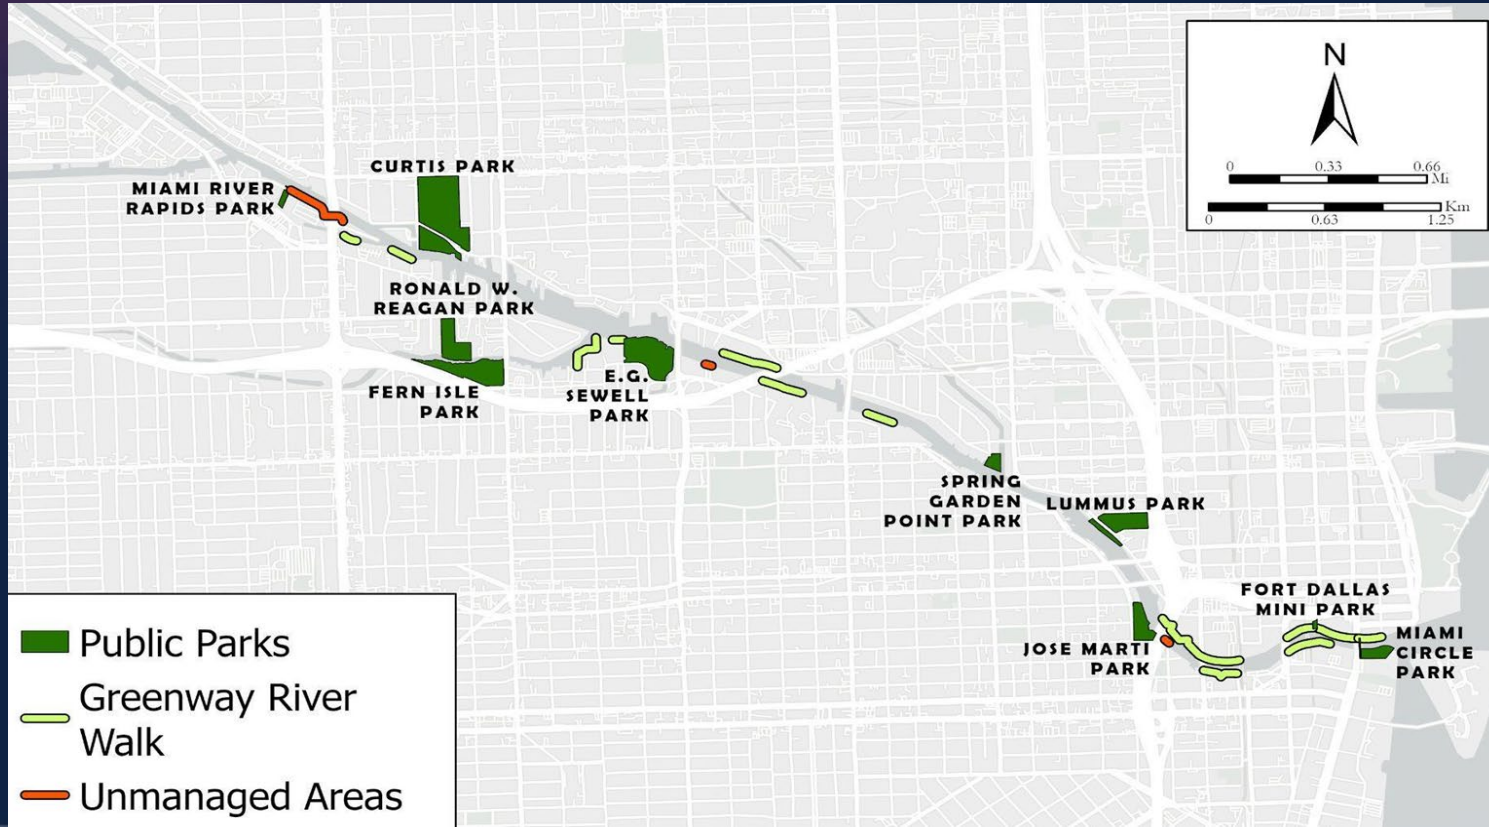 N
0 0.33 0.66
Mi
Km
0 0.63 1.25
CURTIS PARK
MIAMI RIVER
RAPIDS PARK
RONALD W.
REAGAN PARK
FERN ISLE
PARK
E.G.
SEWELL
PARK
SPRING
GARDEN
POINT PARK
LUMMUS PARK
FORT DALLAS
MINI PARK
JOSE MARTI
PARK
MIAMI
CIRCLE
PARK
Public Parks
Greenway River
Walk
Unmanaged Areas